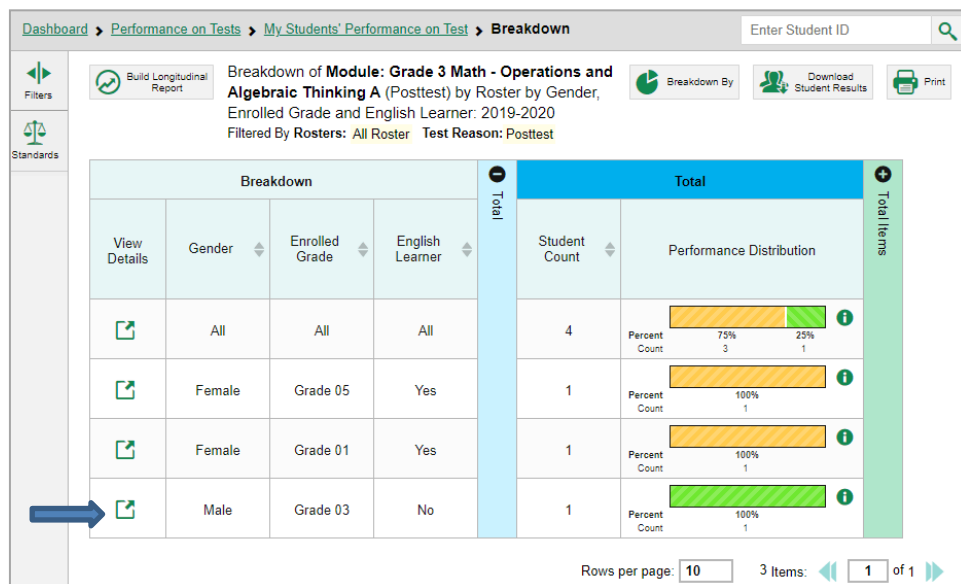 Dashboard > Performance on Tests > My Students' Performance on Test > Breakdown
Enter Student ID
Filters
Standards
Build Longitudinal
Report
Breakdown of Module: Grade 3 Math - Operations and
Algebraic Thinking A (Posttest) by Roster by Gender,
Enrolled Grade and English Learner: 2019-2020
Filtered By Rosters: All Roster Test Reason: Posttest
Breakdown By
Download
Student Results
Print
Breakdown
Total
Total
Total Items
View
Details
Gender
Enrolled
Grade
English
Learner
Student
Count
Performance Distribution
All All All 4
Percent 75% 25%
Count 3 1
Female Grade 05 Yes 1
Percent 100%
Count 1
Female Grade 01 Yes 1
Percent 100%
Count 1
Male Grade 03 No 1
Percent 100%
Count 1
Rows per page: 10 3 Items: 1 of 1